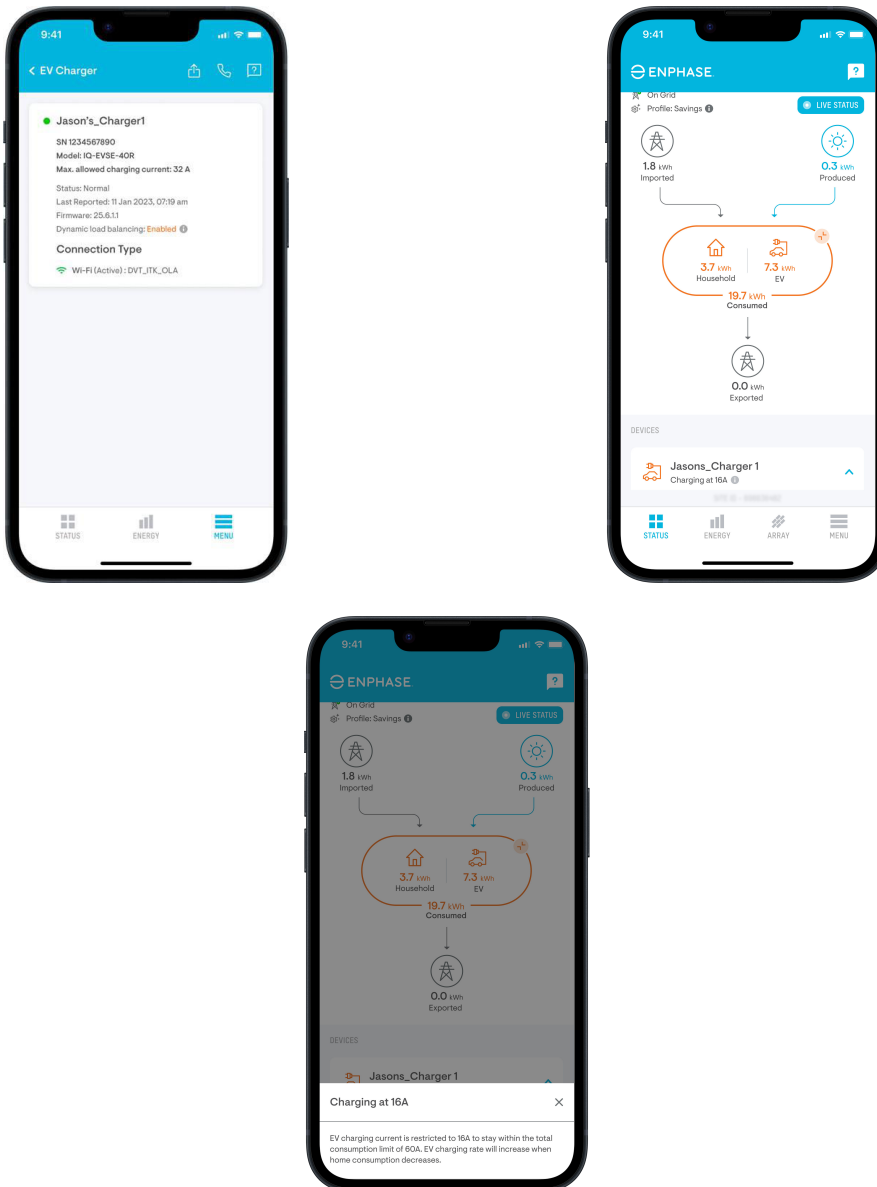 9:41
EV Charger
?
Jason's_Charger1
SN 1234567890
Model: IQ-EVSE-40R
Max. allowed charging current: 32 A
Status: Normal
Last Reported: 11 Jan 2023, 07:19 am
Firmware: 25.6.1.1
Dynamic load balancing: Enabled i
Connection Type
Wi-Fi (Active) : DVT_ITK_OLA
STATUS ENERGY MENU
9:41
ENPHASE
?
On Grid
Profile: Savings i
LIVE STATUS
1.8 kWh
Imported
0.3 kWh
Produced
3.7 kWh
Household
7.3 kWh
EV
19.7 kWh
Consumed
0.0 kWh
Exported
DEVICES
Jasons_Charger 1
Charging at 16A i
STATUS ENERGY ARRAY MENU
9:41
ENPHASE
?
On Grid
Profile: Savings i
LIVE STATUS
1.8 kWh
Imported
0.3 kWh
Produced
3.7 kWh
Household
7.3 kWh
EV
19.7 kWh
Consumed
0.0 kWh
Exported
DEVICES
Jasons_Charger 1
Charging at 16A
EV charging current is restricted to 16A to stay within the total
consumption limit of 60A. EV charging rate will increase when
home consumption decreases.